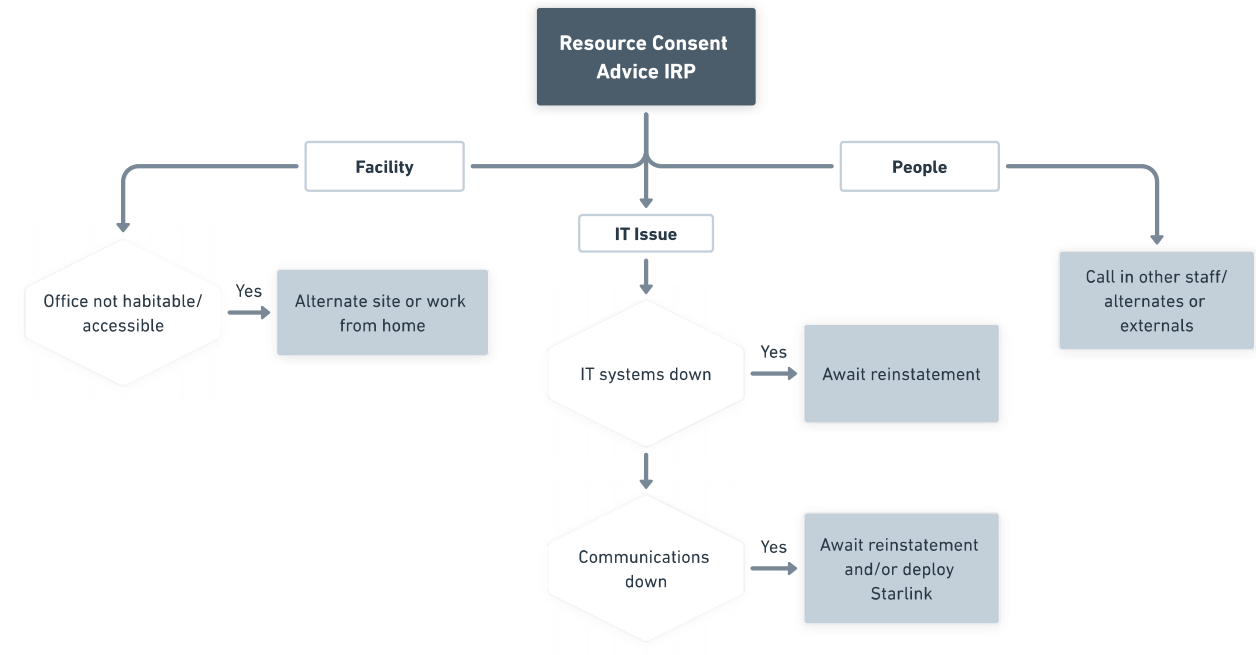 Resource Consent
Advice IRP
Facility
People
IT Issue
Office not habitable/
accessible
Yes
Alternate site or work
from home
Call in other staff/
alternates or
externals
IT systems down
Yes
Await reinstatement
Communications
down
Yes
Await reinstatement
and/or deploy
Starlink